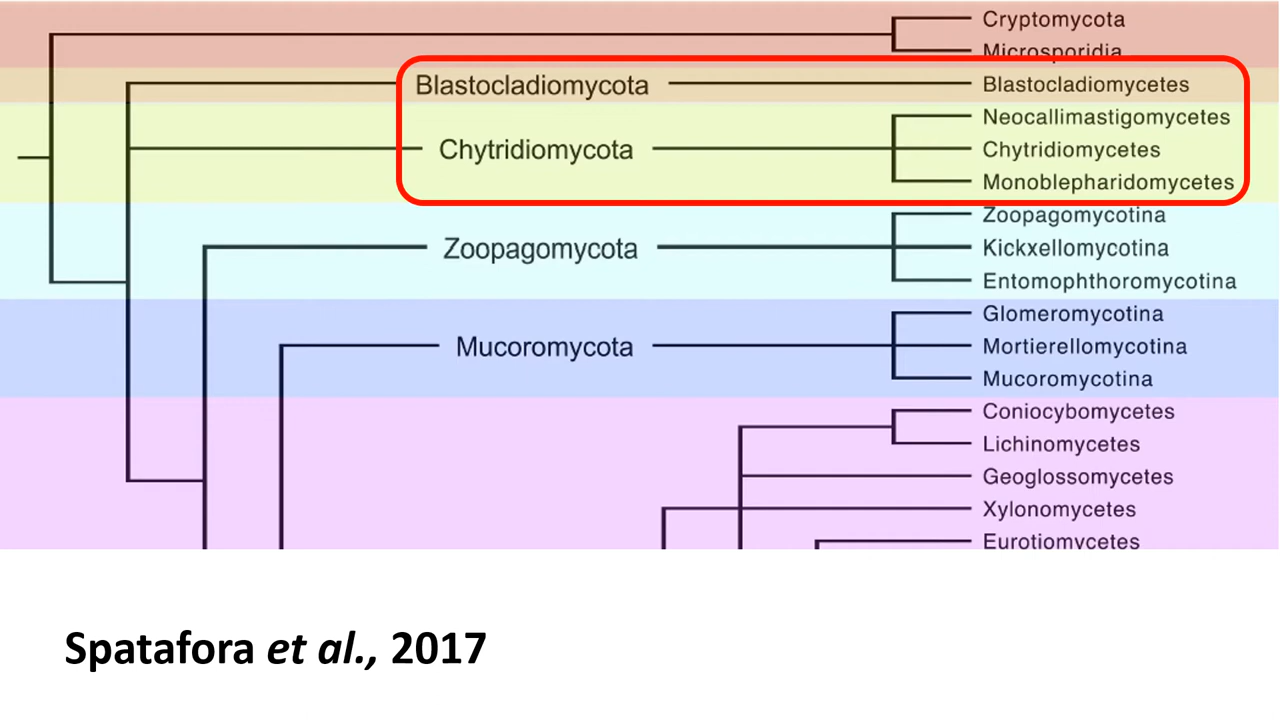 Cryptomycota
Microsporidia
Blastocladiomycota
Blastocladiomycetes
Neocallimastigomycetes
Chytridiomycota
Chytridiomycetes
Monoblepharidomycetes
Zoopagomycotina
Zoopagomycota
Kickxellomycotina
Entomophthoromycotina
Glomeromycotina
Mucoromycota
Mortierellomycotina
Mucoromycotina
Coniocybomycetes
Lichinomycetes
Geoglossomycetes
Xylonomycetes
Eurotiomycetes
Spatafora et al., 2017